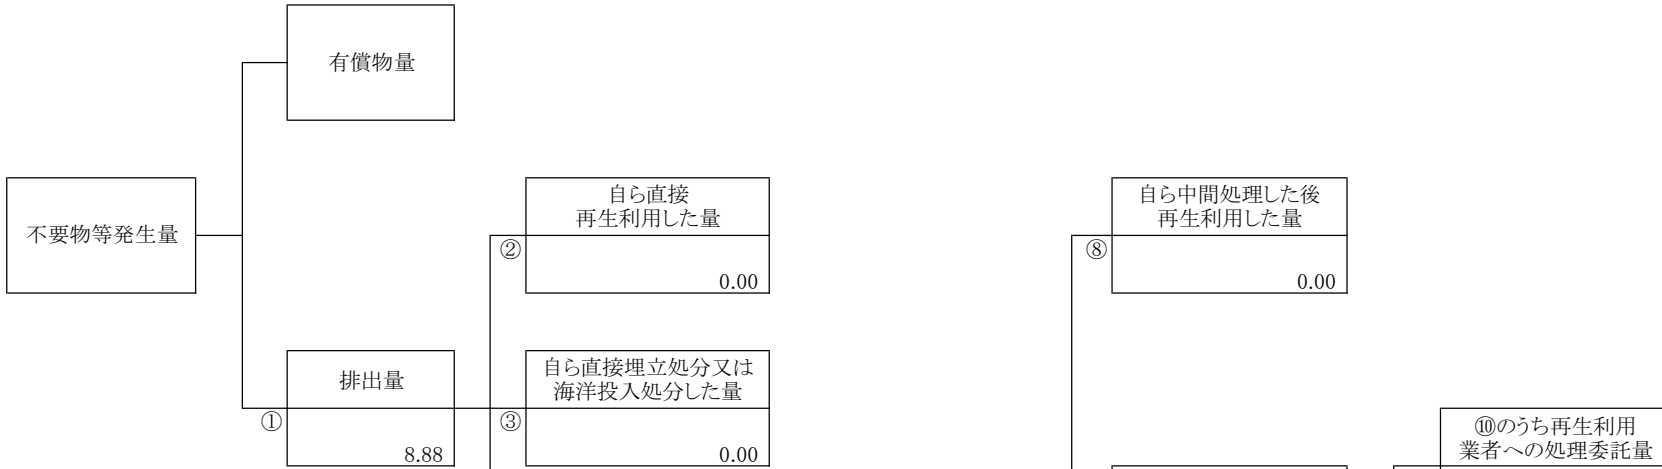 有償物量
不要物等発生量
自ら直接
再生利用した量
②
0.00
自ら中間処理した後
再生利用した量
⑧
0.00
排出量
①
8.88
自ら直接埋立処分又は
海洋投入処分した量
③
0.00
⑩のうち再生利用
業者への処理委託量